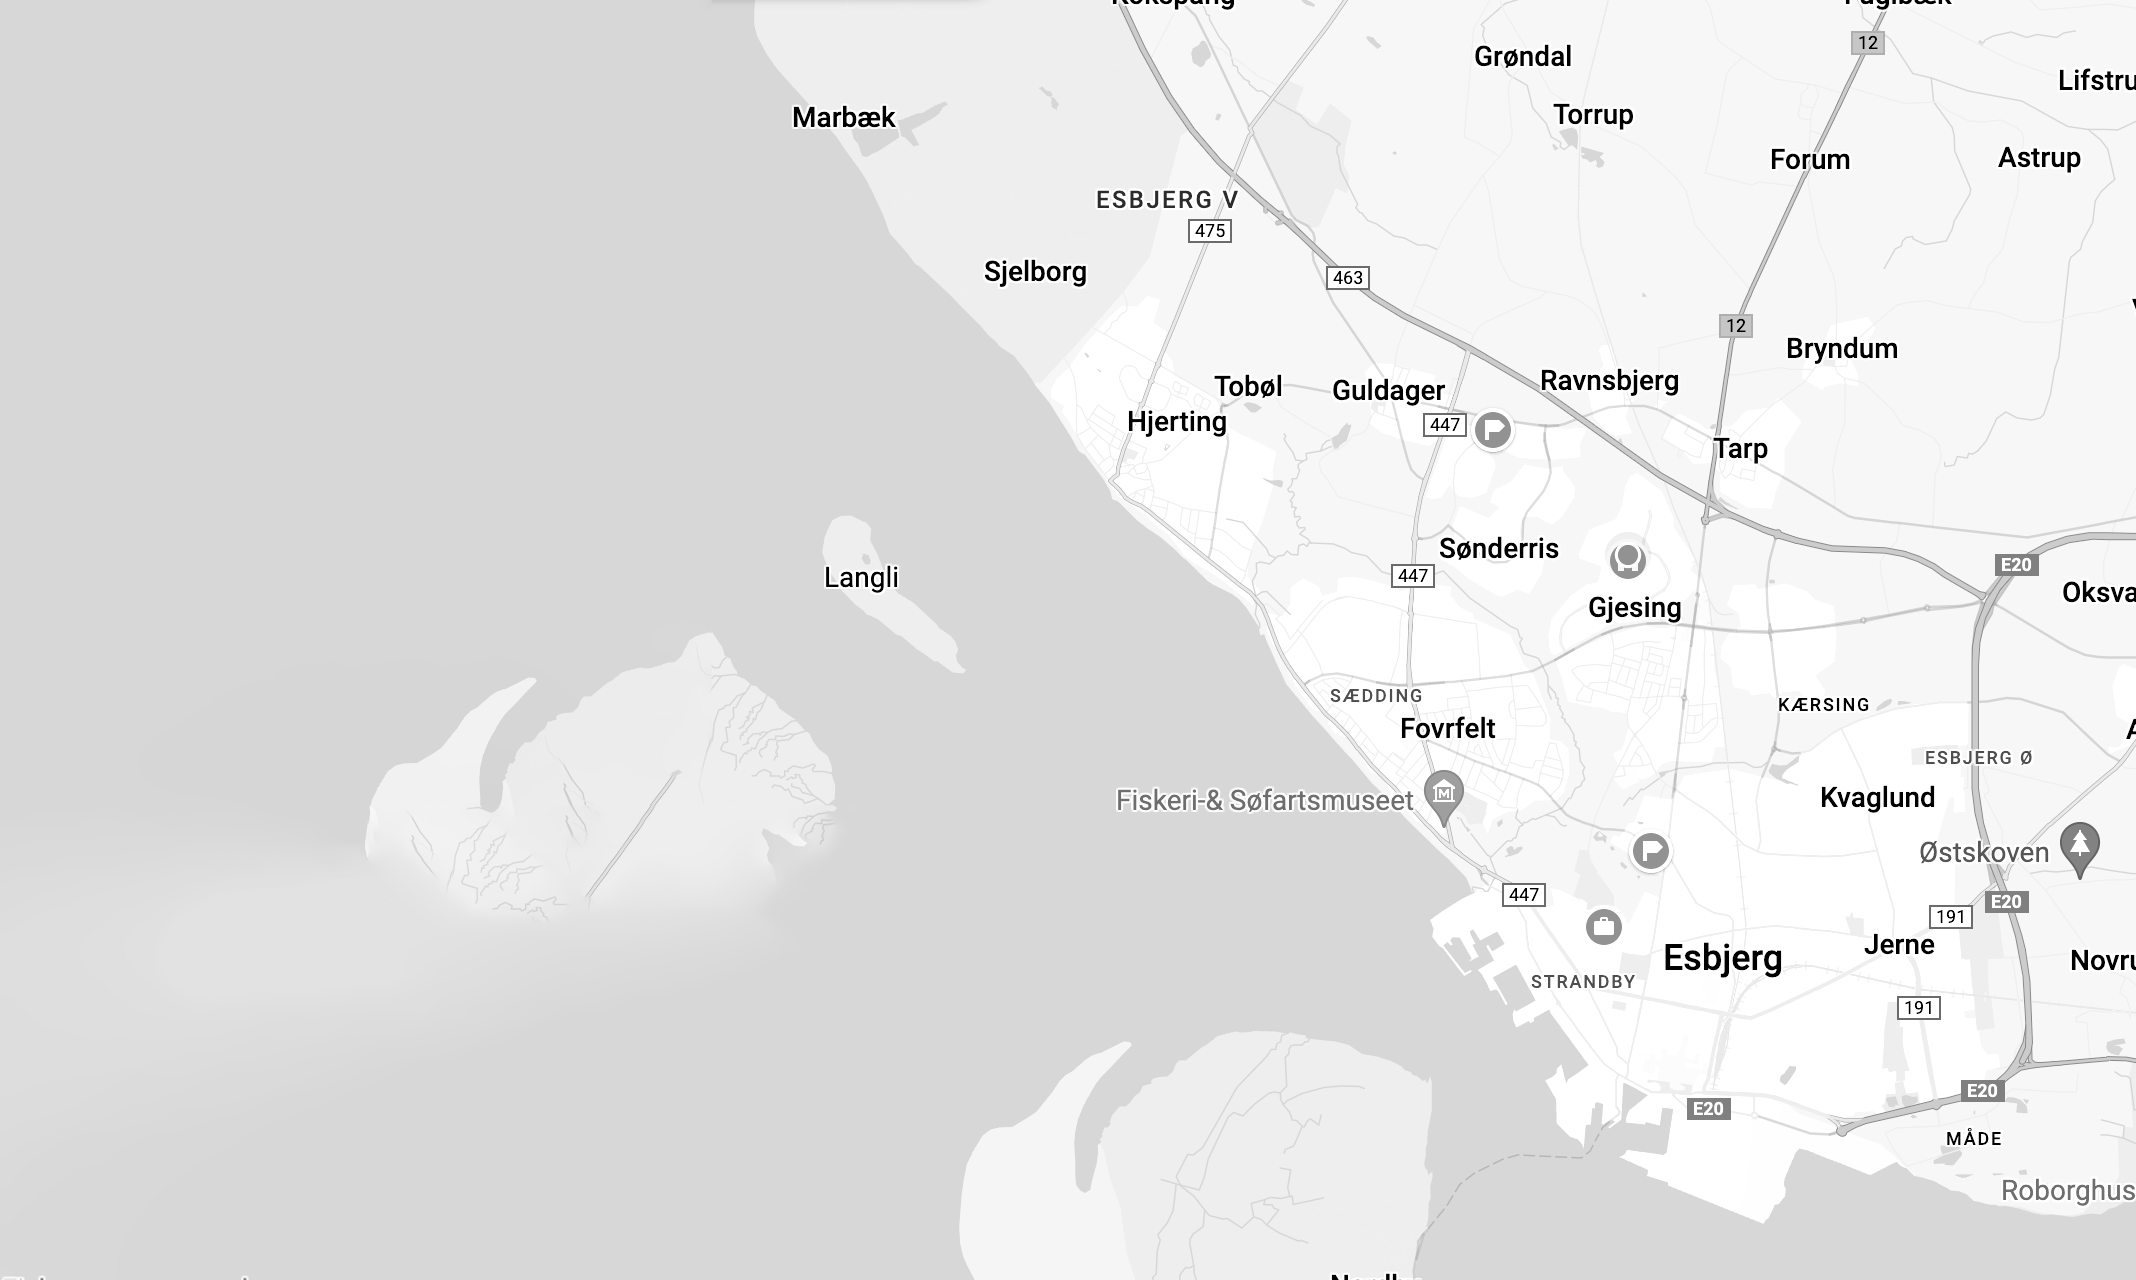 Grøndal
12
Lifstru
Marbæk
Torrup
Forum
Astrup
ESBJERG V
475
Sjelborg
463
12
Bryndum
Tobøl
Guldager
Ravnsbjerg
Hjerting
447
Tarp
Sønderris
E20
Langli
447
Oksva
Gjesing
SÆDDING
KÆRSING
Fovrfelt
ESBJERG Ø
Fiskeri-& Søfartsmuseet
M
Kvaglund
Østskoven
447
E20
191
Jerne
Esbjerg
Novru
STRANDBY
191
E20
E20
MÅDE
Roborghus